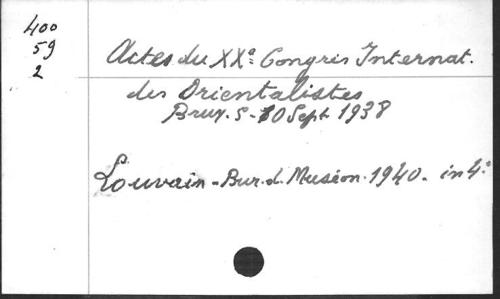 400
59
2
Actes du XXe Congrès Internat.
des Orientalistes
Brux. 5-10 Sept 1938
Louvain - Bur. d. Muséon. 1940. in 4°